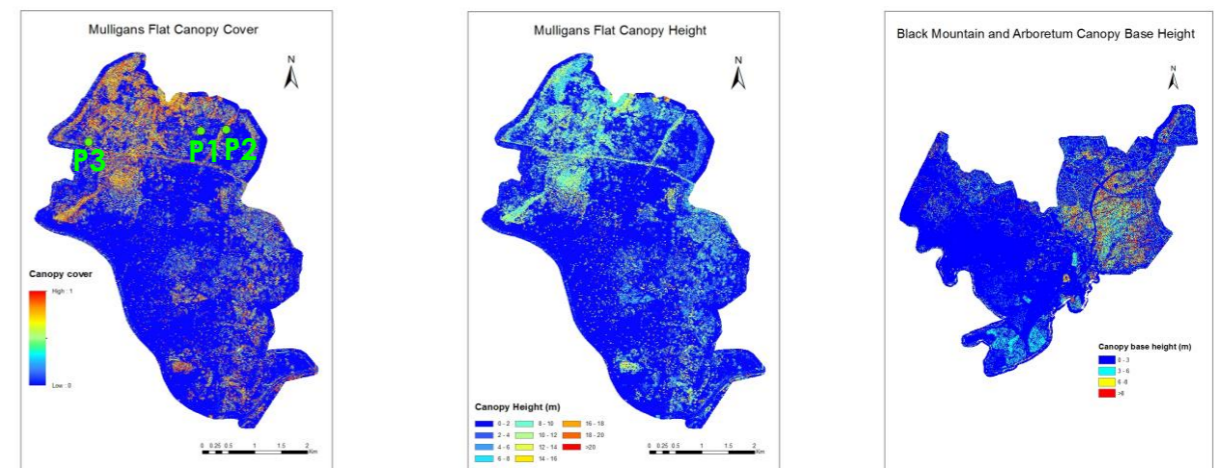 Mulligans Flat Canopy Cover
N
P1
P2
P3
Canopy cover
High : 1
Low : 0
0 0.25 0.5 1 1.5 2
Km
Mulligans Flat Canopy Height
N
Canopy Height (m)
0 - 2
2 - 4
4 - 6
6 - 8
8 - 10
10 - 12
12 - 14
14 - 16
16 - 18
18 - 20
>20
0 0.25 0.5 1 1.5 2
Km
Black Mountain and Arboretum Canopy Base Height
N
Canopy base height (m)
0 - 3
3 - 6
6 - 8